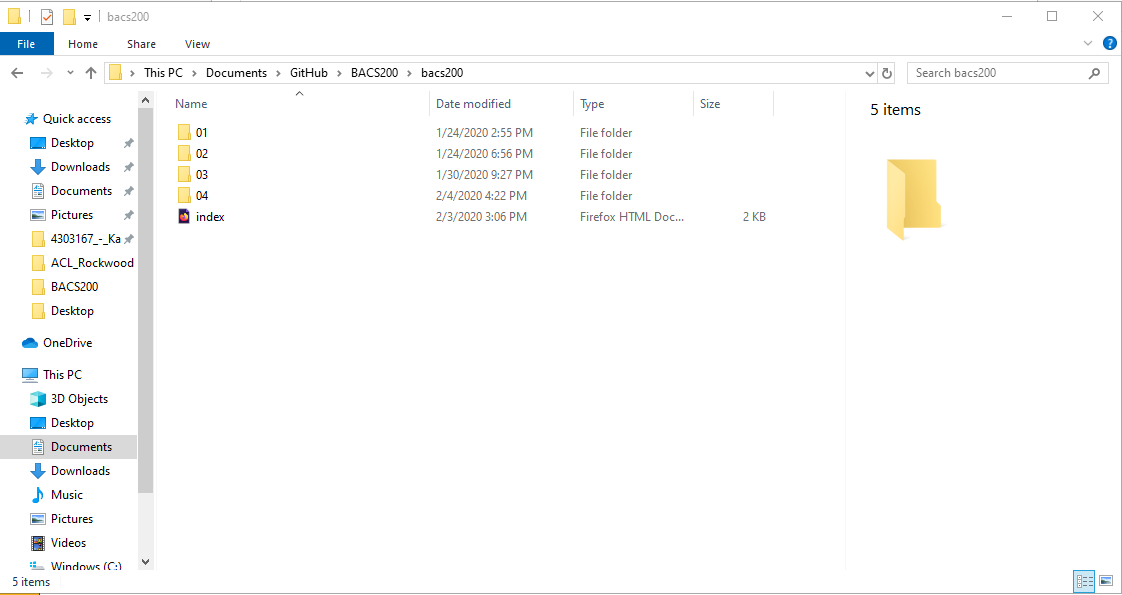 bacs200
File Home Share View
This PC Documents GitHub BACS200 bacs200
Search bacs200
Quick access
Desktop
Downloads
Documents
Pictures
4303167_-_Ka
ACL_Rockwood
BACS200
Desktop
OneDrive
This PC
3D Objects
Desktop
Documents
Downloads
Music
Pictures
Videos
Windows (C:)
Name Date modified Type Size
01 1/24/2020 2:55 PM File folder
02 1/24/2020 6:56 PM File folder
03 1/30/2020 9:27 PM File folder
04 2/4/2020 4:22 PM File folder
index 2/3/2020 3:06 PM Firefox HTML Doc... 2 KB
5 items
5 items